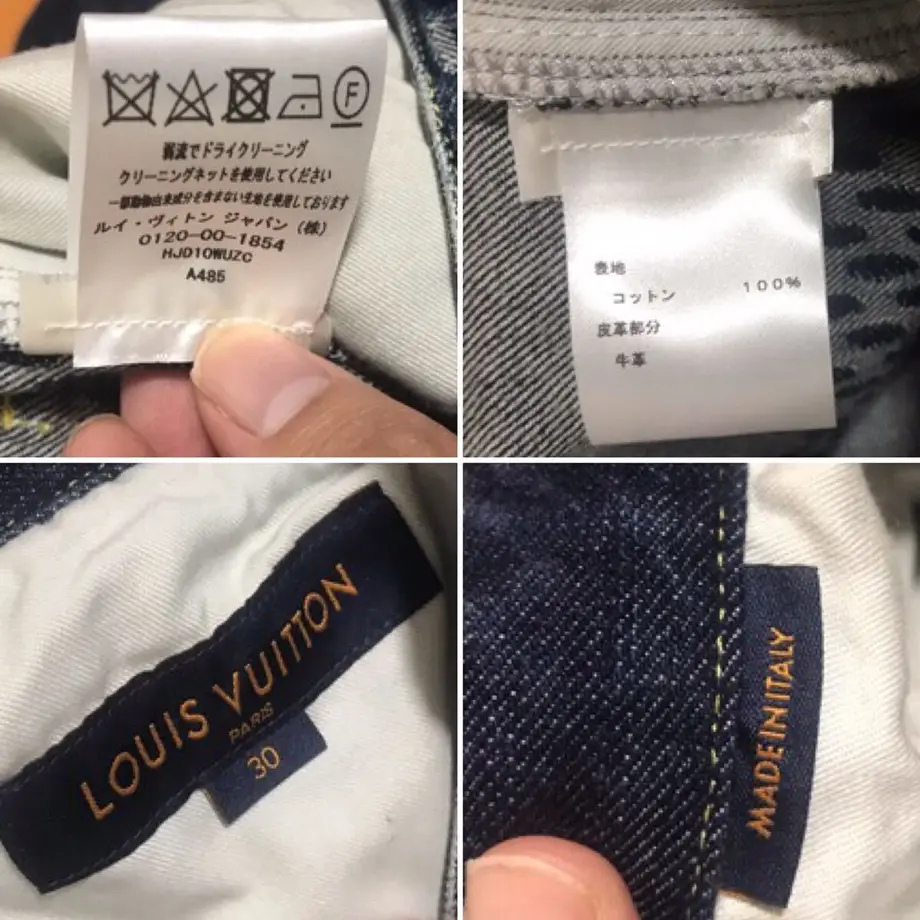 F
弱流でドライクリーニング
クリーニングネットを使用してください
一部動物由来成分を含まない生地を使用しております
ルイ・ヴィトン ジャパン (株)
0120-00-1854
HJD10WUZC
A485
表地
コットン 100%
皮革部分
牛革
LOUIS VUITTON
PARIS
30
MADE IN ITALY